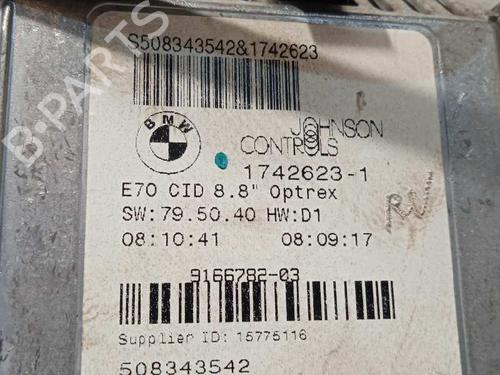 S508343542&1742623
BMW
JOHNSON
CONTROLS
1742623-1
E70 CID 8.8" Optrex
SW:79.50.40 HW:D1
08:10:41 08:09:17
9166782-03
Supplier ID: 15775116
508343542
B-PARTS